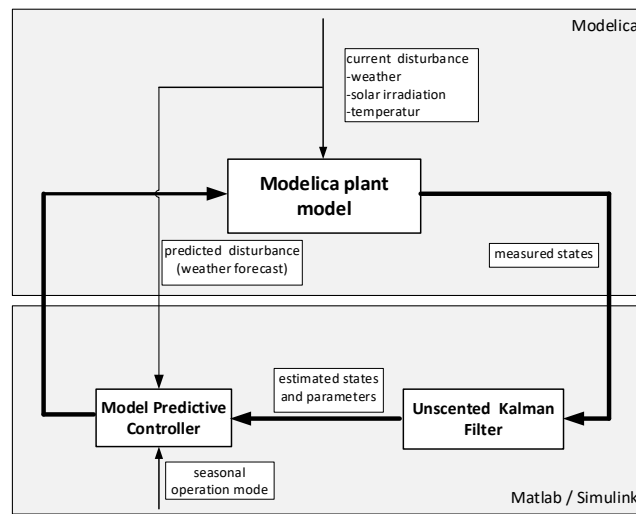 Modelica
current disturbance
-weather
-solar irradiation
-temperatur
Modelica plant
model
predicted disturbance
(weather forecast)
measured states
estimated states
and parameters
Model Predictive
Controller
Unscented Kalman
Filter
seasonal
operation mode
Matlab / Simulink